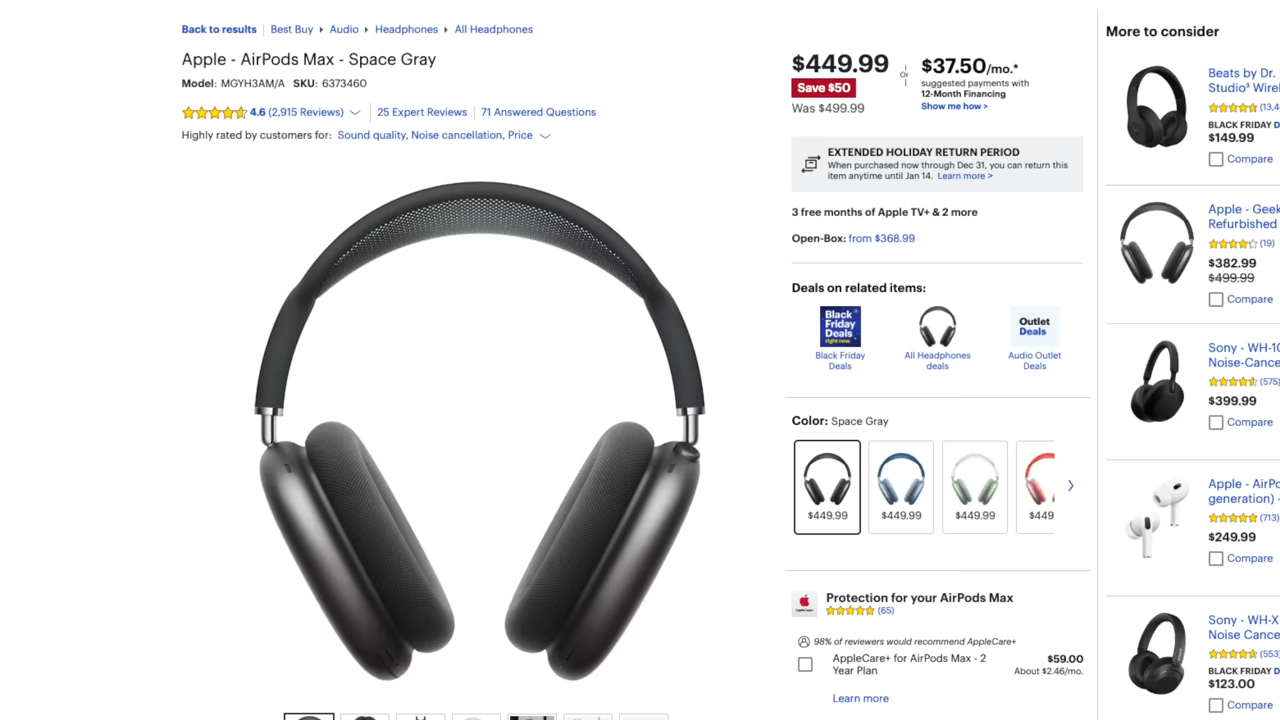 Back to results
Best Buy
Audio
Headphones
All Headphones
Apple - AirPods Max - Space Gray
Model: MGYH3AM/A SKU: 6373460
4.6 (2,915 Reviews)
25 Expert Reviews
71 Answered Questions
Highly rated by customers for: Sound quality, Noise cancellation, Price
$449.99
Save $50
Was $499.99
Or
$37.50/mo.*
suggested payments with
12-Month Financing
Show me how >
EXTENDED HOLIDAY RETURN PERIOD
When purchased now through Dec 31, you can return this
item anytime until Jan 14. Learn more >
3 free months of Apple TV+ & 2 more
Open-Box: from $368.99
Deals on related items:
Black
Friday
Deals
right now.
Black Friday
Deals
All Headphones
deals
Outlet
Deals
Audio Outlet
Deals
Color: Space Gray
$449.99
$449.99
$449.99
$449
Protection for your AirPods Max
(65)
98% of reviewers would recommend AppleCare+
AppleCare+ for AirPods Max - 2
Year Plan
$59.00
About $2.46/mo.
Learn more
More to consider
Beats by Dr.
Studio³ Wirel
(13,4
BLACK FRIDAY D
$149.99
Compare
Apple - Geek
Refurbished
(19)
$382.99
$499.99
Compare
Sony - WH-10
Noise-Cance
(575)
$399.99
Compare
Apple - AirPo
generation) -
(713)
$249.99
Compare
Sony - WH-X
Noise Cance
(553)
BLACK FRIDAY D
$123.00
Compare